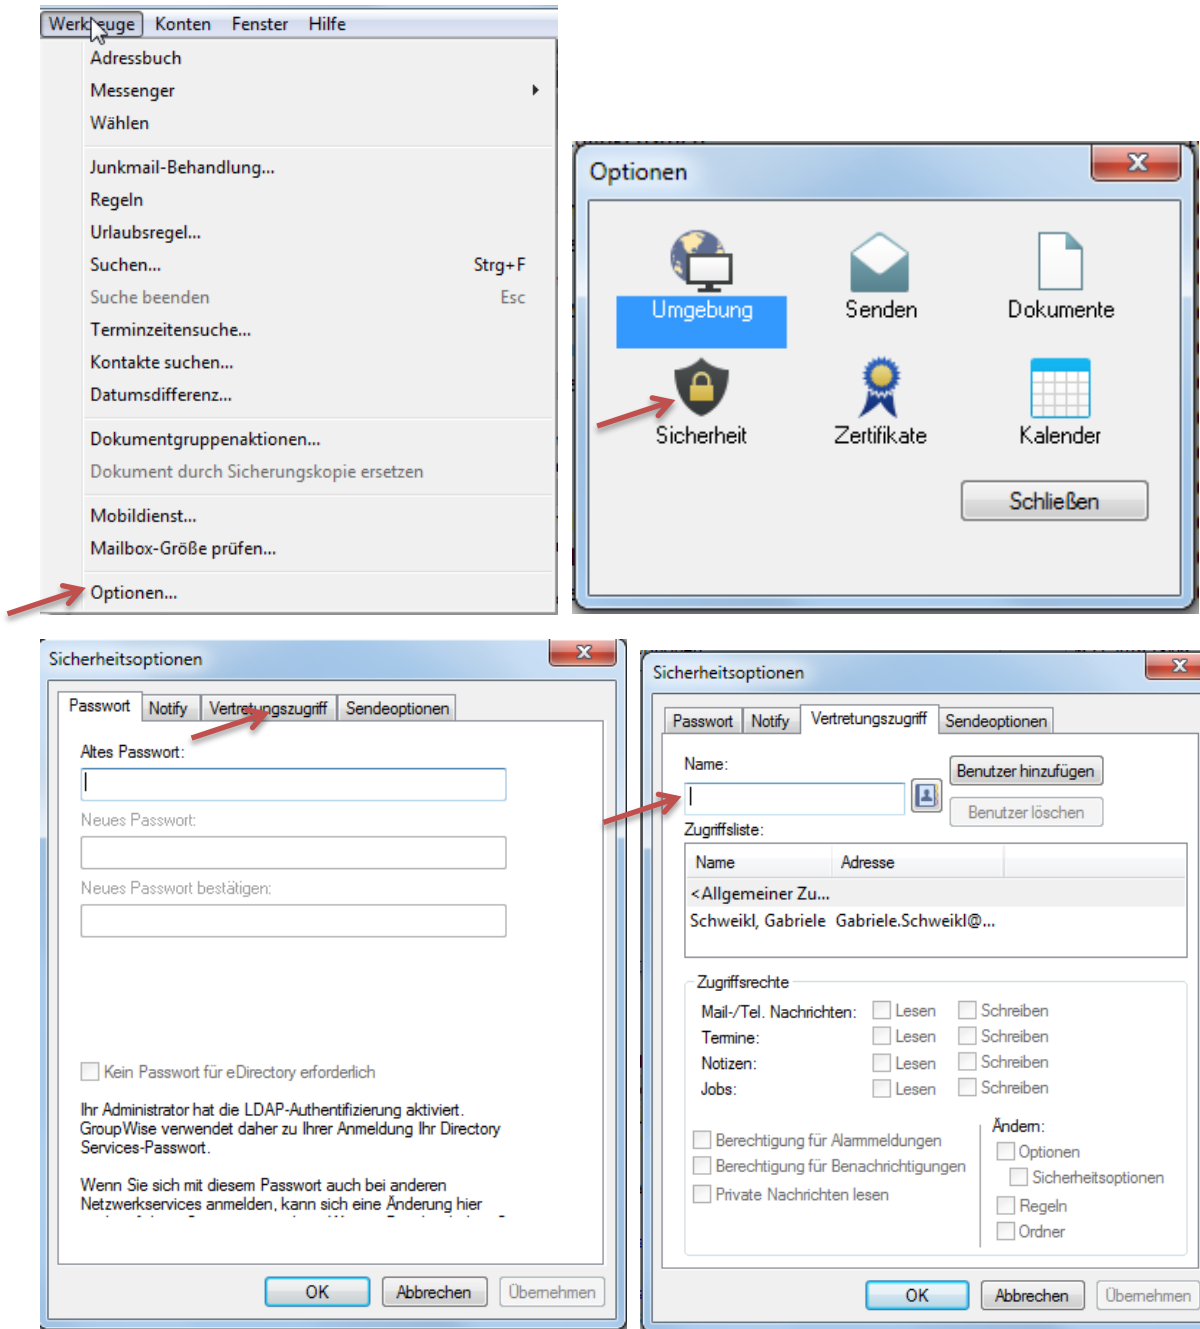 Werkzeuge Konten Fenster Hilfe
Adressbuch
Messenger
Wählen
Junkmail-Behandlung...
Regeln
Urlaubsregel...
Suchen... Strg+F
Suche beenden Esc
Terminzeitensuche...
Kontakte suchen...
Datumsdifferenz...
Dokumentgruppenaktionen...
Dokument durch Sicherungskopie ersetzen
Mobildienst...
Mailbox-Größe prüfen...
Optionen...
Optionen
Umgebung Senden Dokumente
Sicherheit Zertifikate Kalender
Schließen
Sicherheitsoptionen
Passwort Notify Vertretungszugriff Sendeoptionen
Altes Passwort:
Neues Passwort:
Neues Passwort bestätigen:
Kein Passwort für eDirectory erforderlich
Ihr Administrator hat die LDAP-Authentifizierung aktiviert.
GroupWise verwendet daher zu Ihrer Anmeldung Ihr Directory
Services-Passwort.
Wenn Sie sich mit diesem Passwort auch bei anderen
Netzwerkservices anmelden, kann sich eine Änderung hier
OK Abbrechen Übernehmen
Sicherheitsoptionen
Passwort Notify Vertretungszugriff Sendeoptionen
Name:
Benutzer hinzufügen
Benutzer löschen
Zugriffsliste:
Name Adresse
<Allgemeiner Zu...
Schweikl, Gabriele Gabriele.Schweikl@...
Zugriffsrechte
Mail-/Tel. Nachrichten: Lesen Schreiben
Termine: Lesen Schreiben
Notizen: Lesen Schreiben
Jobs: Lesen Schreiben
Berechtigung für Alarmmeldungen
Berechtigung für Benachrichtigungen
Private Nachrichten lesen
Ändern:
Optionen
Sicherheitsoptionen
Regeln
Ordner
OK Abbrechen Übernehmen